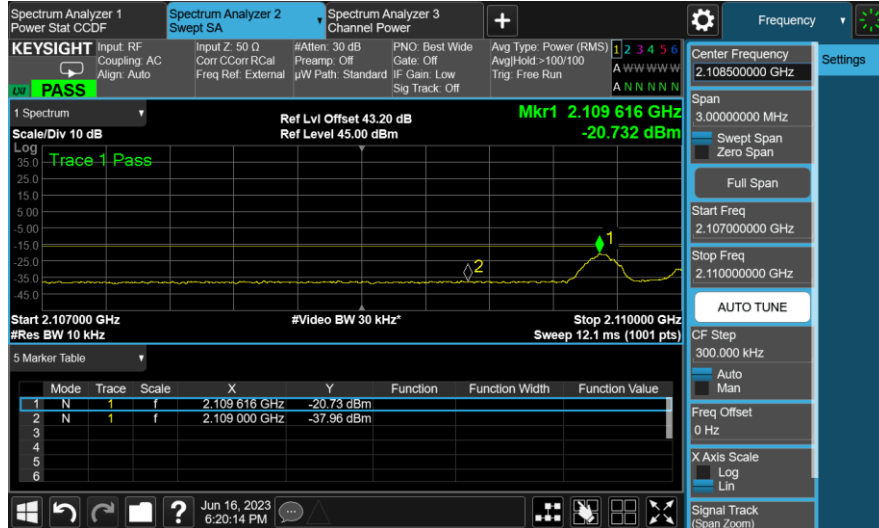 Spectrum Analyzer 1
Power Stat CCDF
Spectrum Analyzer 2
Swept SA
Spectrum Analyzer 3
Channel Power
Frequency
KEYSIGHT
PASS
Input: RF
Coupling: AC
Align: Auto
Input Z: 50 Ω
Corr CCorr RCal
Freq Ref: External
#Atten: 30 dB
Preamp: Off
µW Path: Standard
PNO: Best Wide
Gate: Off
IF Gain: Low
Sig Track: Off
Avg Type: Power (RMS)
Avg|Hold:>100/100
Trig: Free Run
1 2 3 4 5 6
A W W W W W
A N N N N N
1 Spectrum
Scale/Div 10 dB
Ref Lvl Offset 43.20 dB
Ref Level 45.00 dBm
Mkr1 2.109 616 GHz
-20.732 dBm
Log
Trace 1 Pass
35.0
25.0
15.0
5.00
-5.00
-15.0
-25.0
-35.0
-45.0
1
2
Start 2.107000 GHz
#Res BW 10 kHz
#Video BW 30 kHz*
Stop 2.110000 GHz
Sweep 12.1 ms (1001 pts)
5 Marker Table
Mode Trace Scale X Y Function Function Width Function Value
1 N 1 f 2.109 616 GHz -20.73 dBm
2 N 1 f 2.109 000 GHz -37.96 dBm
3
4
5
6
Center Frequency
2.108500000 GHz
Settings
Span
3.00000000 MHz
Swept Span
Zero Span
Full Span
Start Freq
2.107000000 GHz
Stop Freq
2.110000000 GHz
AUTO TUNE
CF Step
300.000 kHz
Auto
Man
Freq Offset
0 Hz
X Axis Scale
Log
Lin
Signal Track
(Span Zoom)
?
Jun 16, 2023
6:20:14 PM